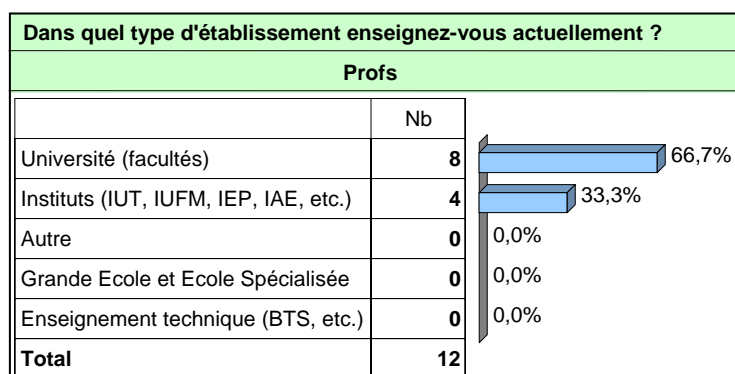 Dans quel type d'établissement enseignez-vous actuellement ?
Profs
Nb
Université (facultés) 8 66,7%
Instituts (IUT, IUFM, IEP, IAE, etc.) 4 33,3%
Autre 0 0,0%
Grande Ecole et Ecole Spécialisée 0 0,0%
Enseignement technique (BTS, etc.) 0 0,0%
Total 12